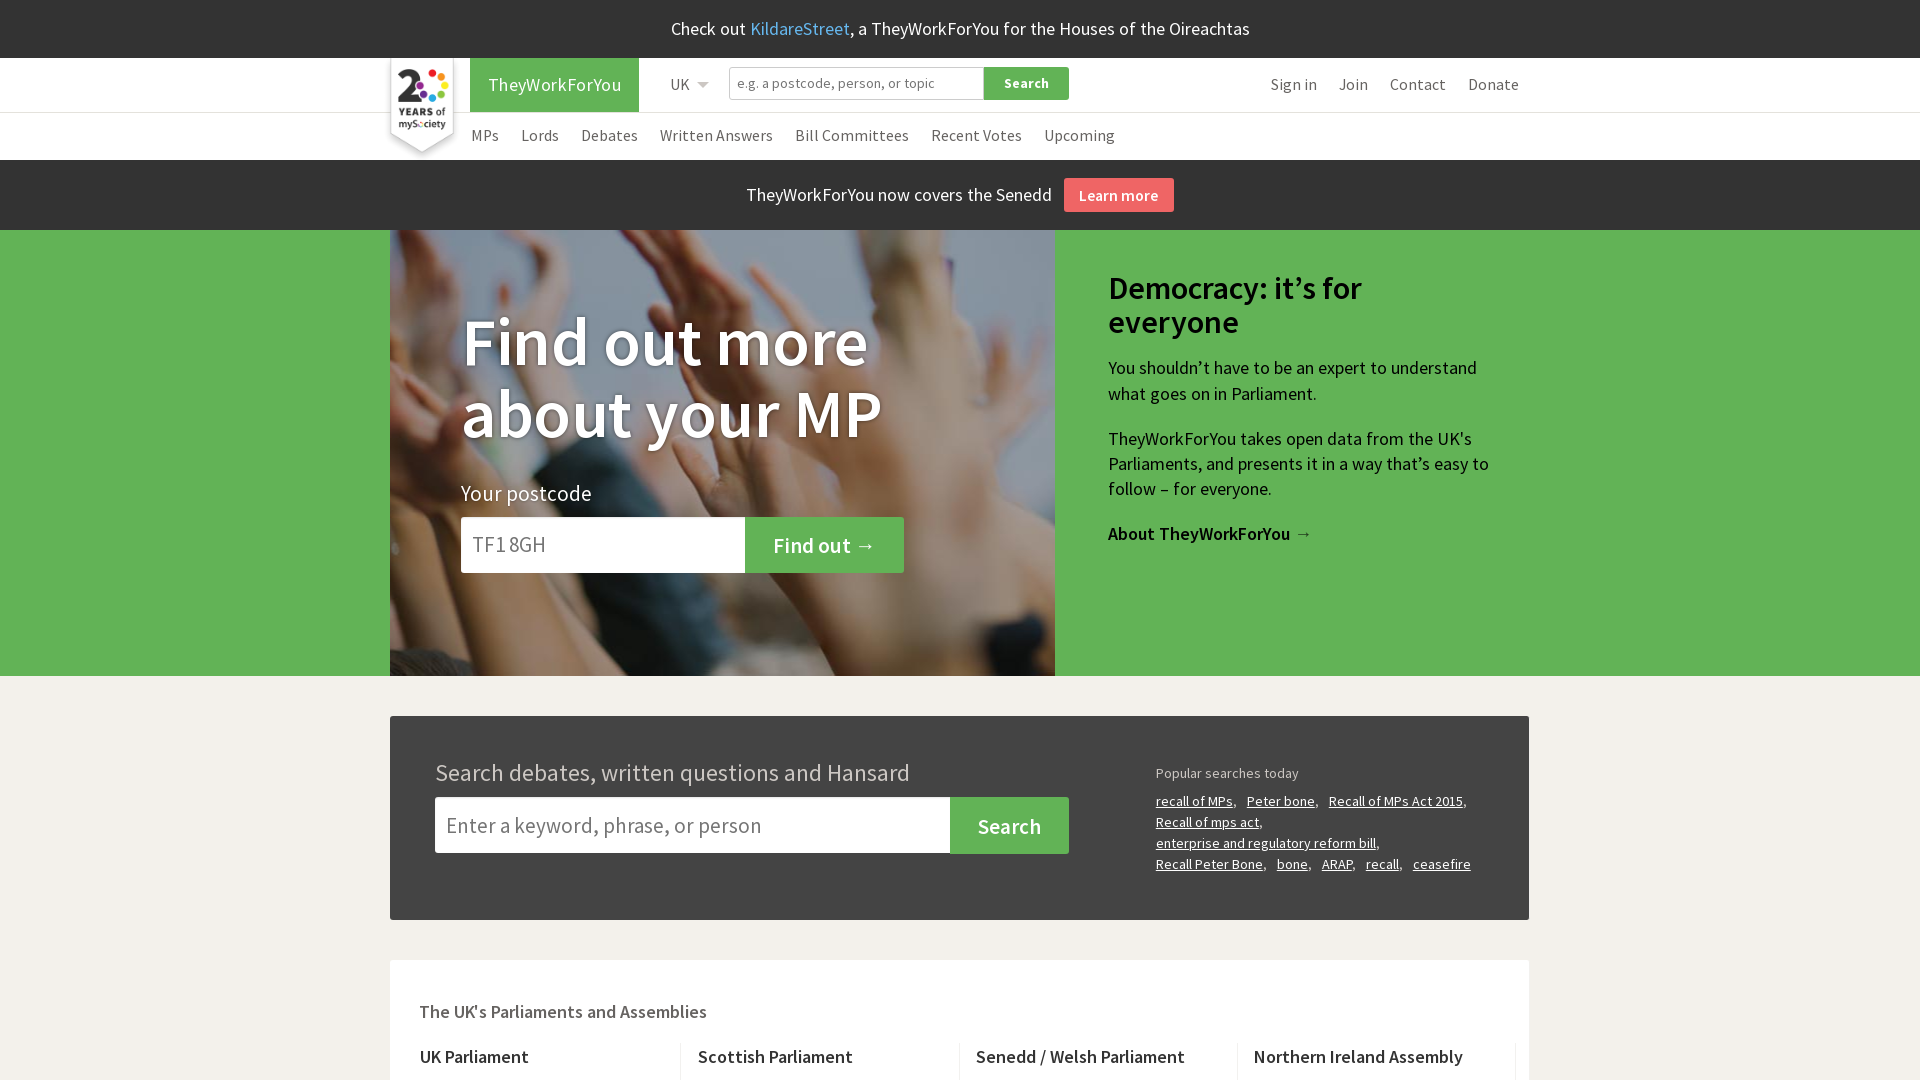 Check out KildareStreet, a TheyWorkForYou for the Houses of the Oireachtas
20
YEARS of
mySociety
TheyWorkForYou
UK
e.g. a postcode, person, or topic
Search
Sign in
Join
Contact
Donate
MPs
Lords
Debates
Written Answers
Bill Committees
Recent Votes
Upcoming
TheyWorkForYou now covers the Senedd
Learn more
Find out more
about your MP
Your postcode
TF1 8GH
Find out →
Democracy: it’s for
everyone
You shouldn’t have to be an expert to understand
what goes on in Parliament.
TheyWorkForYou takes open data from the UK's
Parliaments, and presents it in a way that’s easy to
follow – for everyone.
About TheyWorkForYou →
Search debates, written questions and Hansard
Enter a keyword, phrase, or person
Search
Popular searches today
recall of MPs, Peter bone, Recall of MPs Act 2015,
Recall of mps act,
enterprise and regulatory reform bill,
Recall Peter Bone, bone, ARAP, recall, ceasefire
The UK's Parliaments and Assemblies
UK Parliament
Scottish Parliament
Senedd / Welsh Parliament
Northern Ireland Assembly